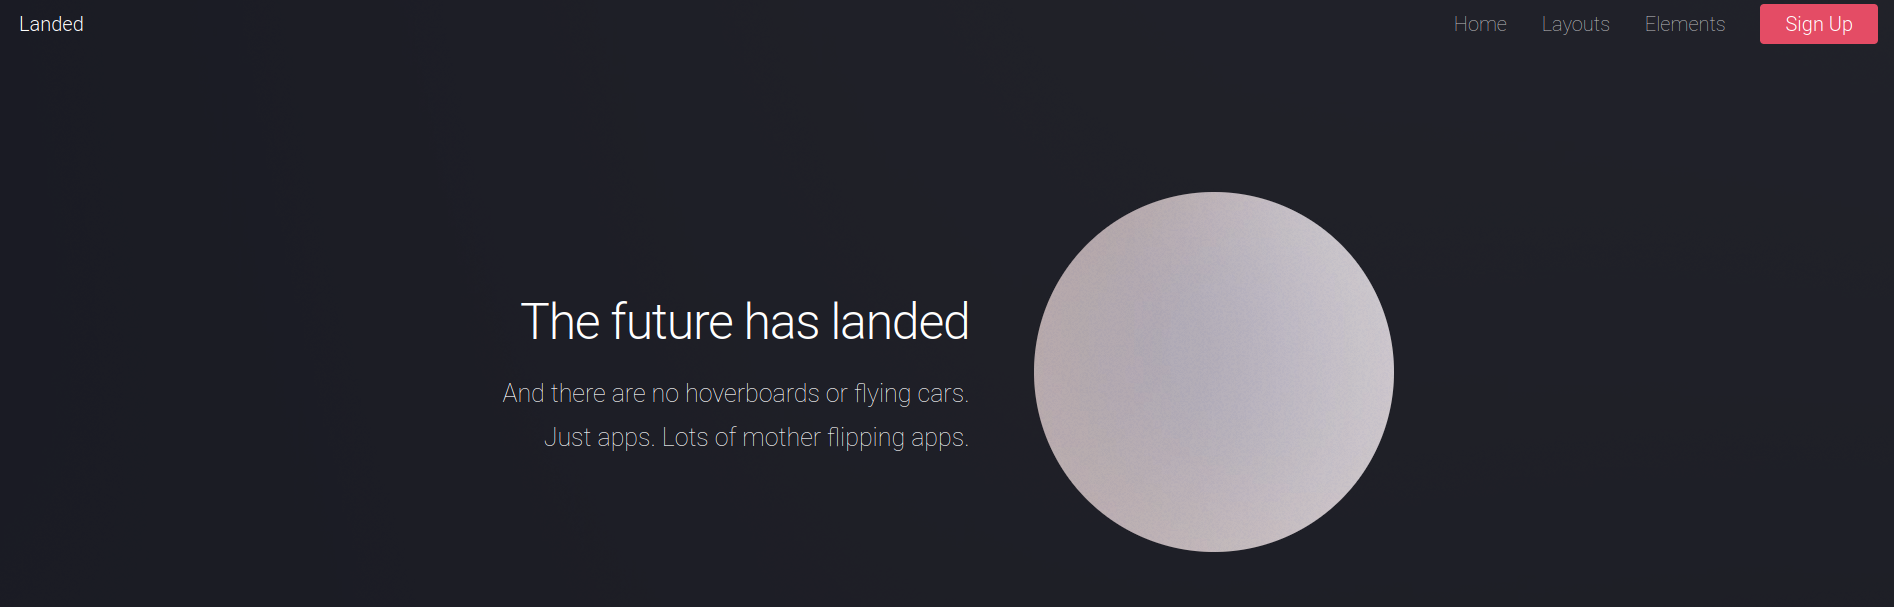 Landed
Home Layouts Elements Sign Up
The future has landed
And there are no hoverboards or flying cars.
Just apps. Lots of mother flipping apps.